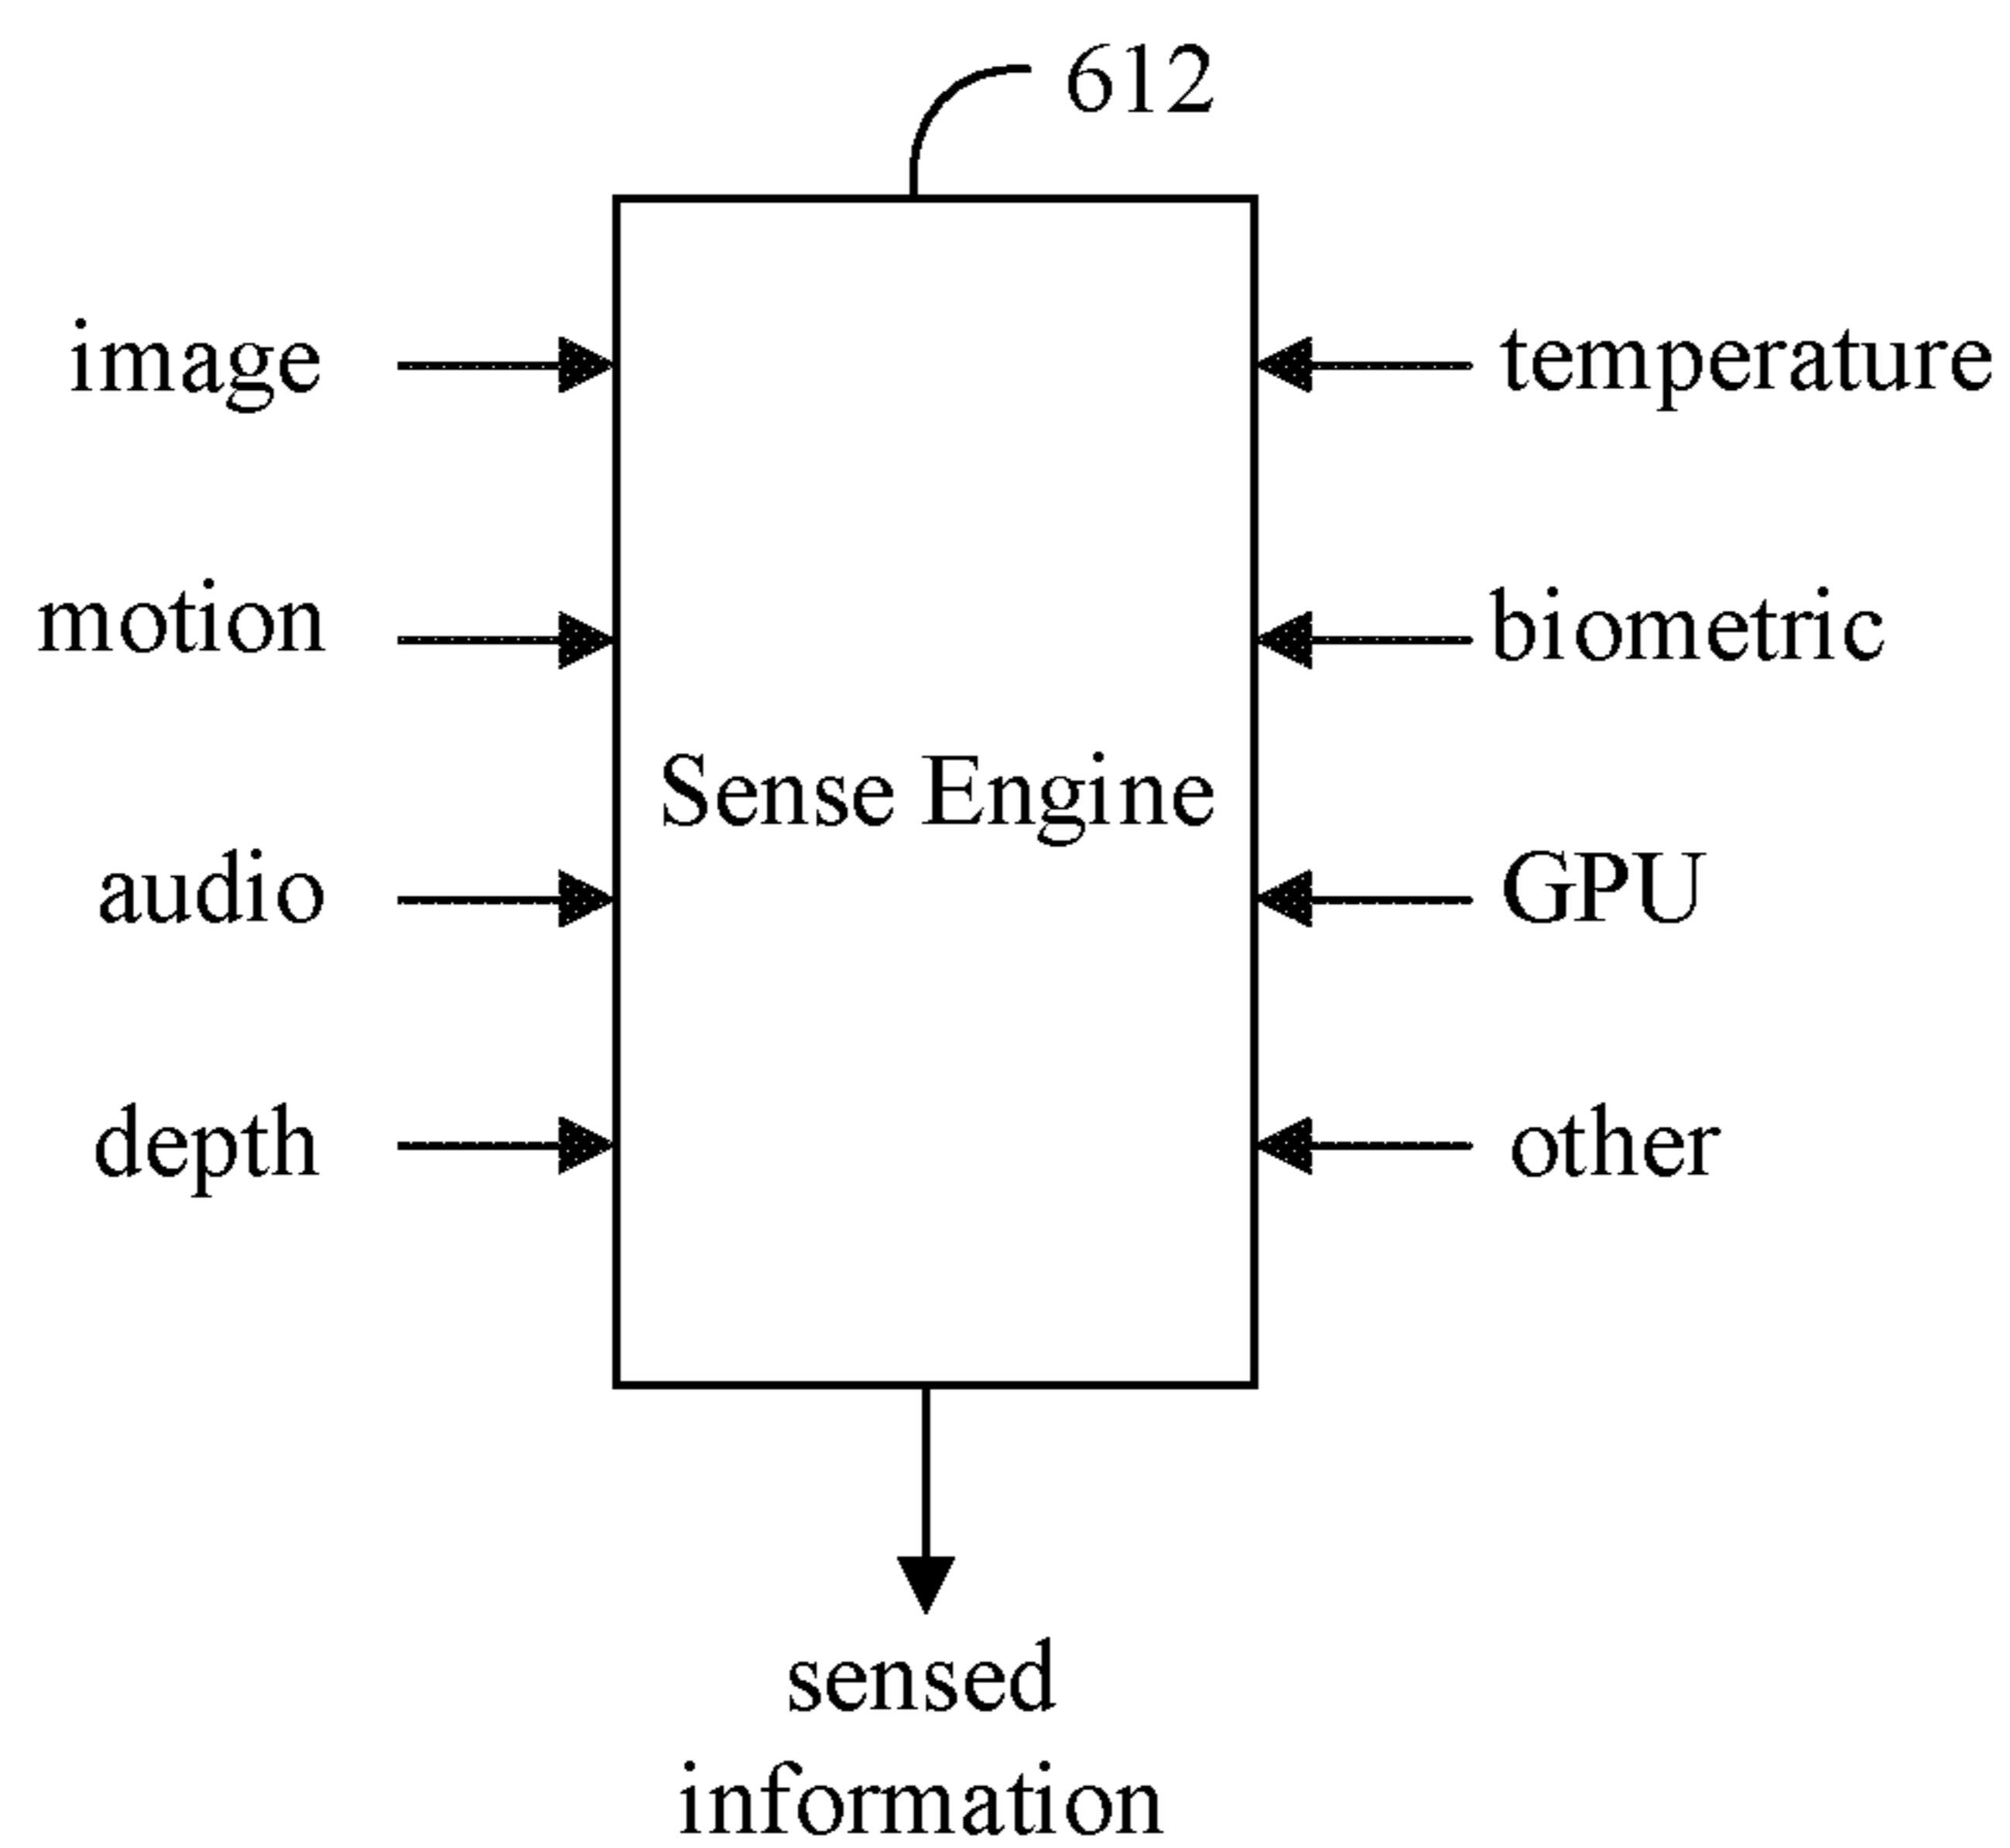 612
image
temperature
motion
biometric
Sense Engine
audio
GPU
depth
other
sensed
information